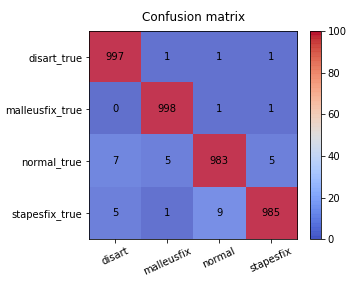 Confusion matrix
disart_true 997 1 1 1
malleusfix_true 0 998 1 1
normal_true 7 5 983 5
stapesfix_true 5 1 9 985
disart malleusfix normal stapesfix
100
80
60
40
20
0